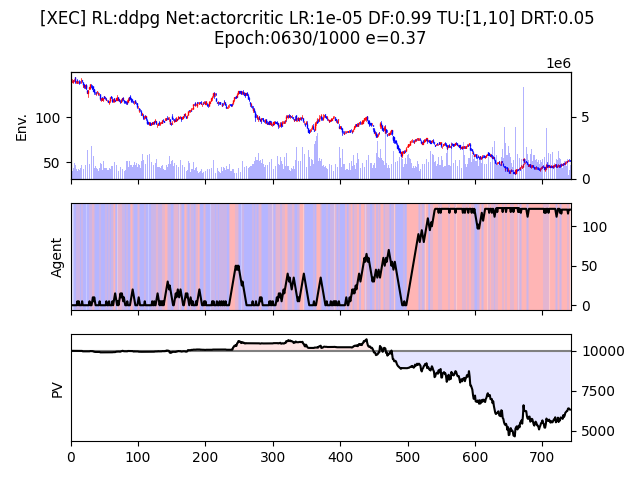 [XEC] RL:ddpg Net:actorcritic LR:1e-05 DF:0.99 TU:[1,10] DRT:0.05
Epoch:0630/1000 e=0.37
1e6
Env.
100
50
5
0
Agent
100
50
0
PV
10000
7500
5000
0 100 200 300 400 500 600 700